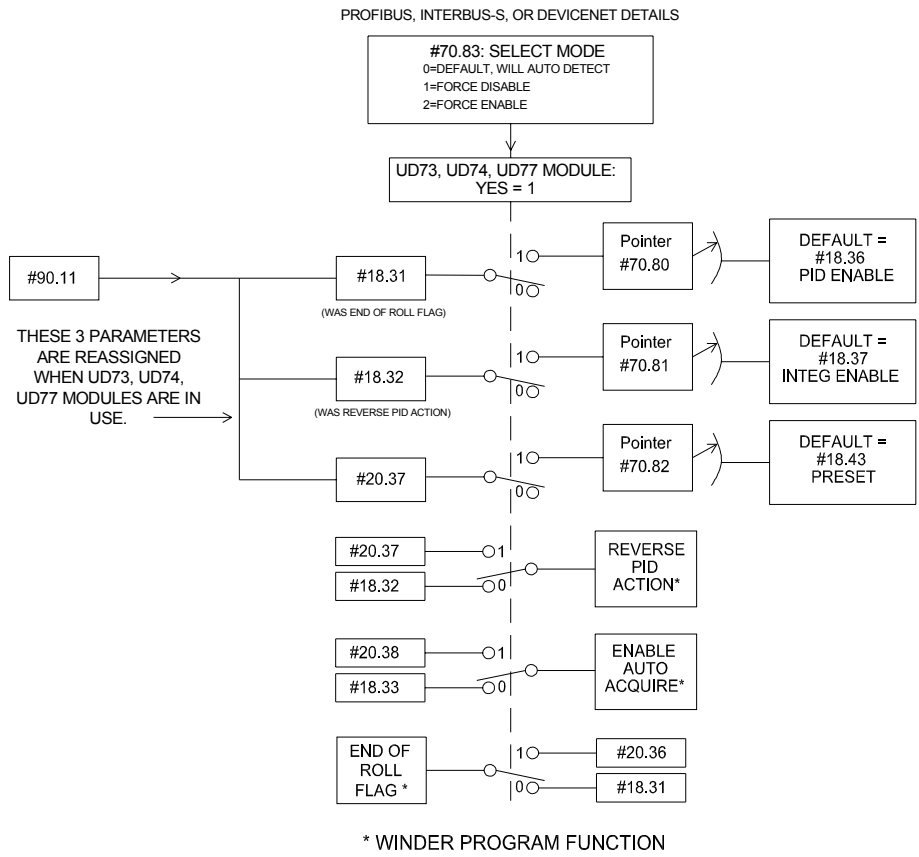 PROFIBUS, INTERBUS-S, OR DEVICENET DETAILS
#70.83: SELECT MODE
0=DEFAULT, WILL AUTO DETECT
1=FORCE DISABLE
2=FORCE ENABLE
UD73, UD74, UD77 MODULE:
YES = 1
#90.11
#18.31
(WAS END OF ROLL FLAG)
1
0
Pointer
#70.80
DEFAULT =
#18.36
PID ENABLE
THESE 3 PARAMETERS
ARE REASSIGNED
WHEN UD73, UD74,
UD77 MODULES ARE IN
USE.
#18.32
(WAS REVERSE PID ACTION)
1
0
Pointer
#70.81
DEFAULT =
#18.37
INTEG ENABLE
#20.37
1
0
Pointer
#70.82
DEFAULT =
#18.43
PRESET
#20.37
1
#18.32
0
REVERSE
PID
ACTION*
#20.38
1
#18.33
0
ENABLE
AUTO
ACQUIRE*
END OF
ROLL
FLAG *
1
#20.36
0
#18.31
* WINDER PROGRAM FUNCTION